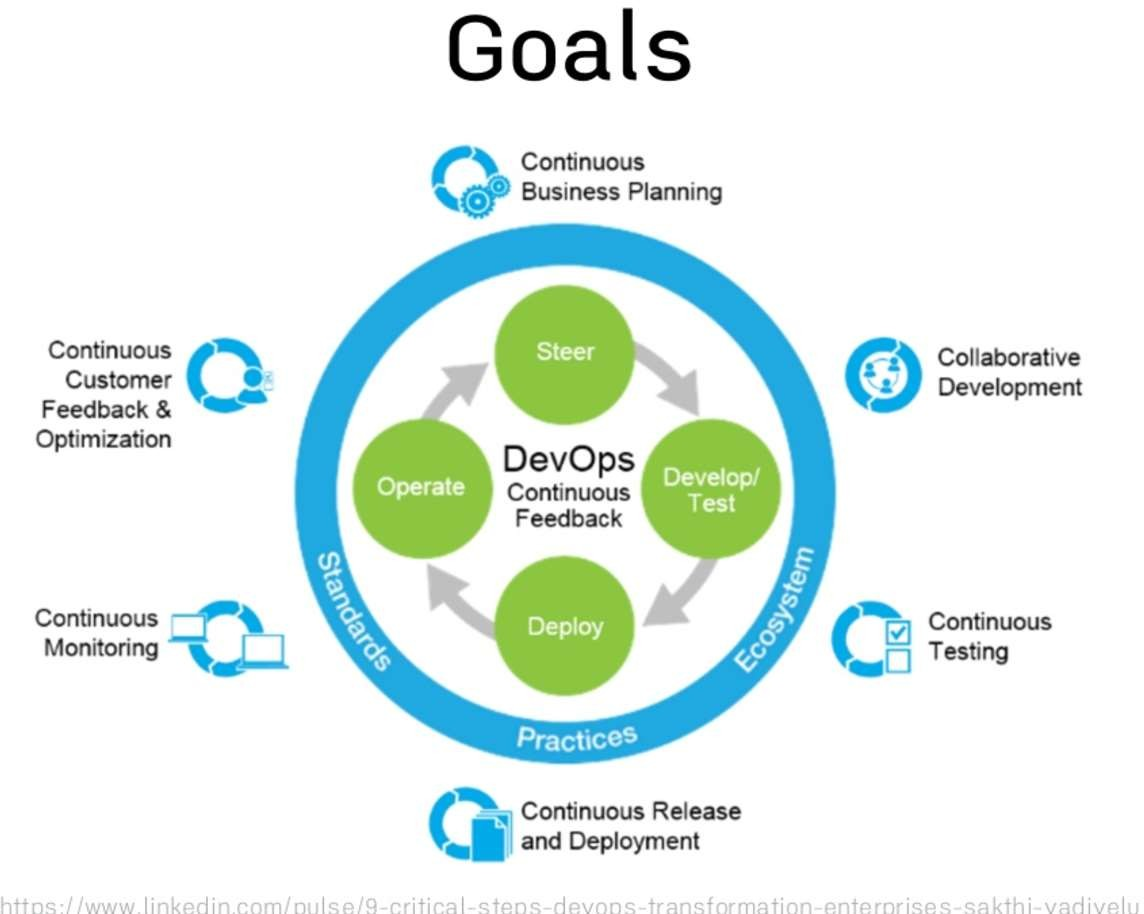 Goals
Continuous
Business Planning
Continuous
Customer
Feedback &
Optimization
Steer
Collaborative
Development
DevOps
Continuous
Feedback
Operate
Develop/
Test
Deploy
Standards
Practices
Ecosystem
Continuous
Monitoring
Continuous
Testing
Continuous Release
and Deployment
https://www.linkedin.com/pulse/9-critical-steps-devops-transformation-enterprises-sakthi-vadivelu